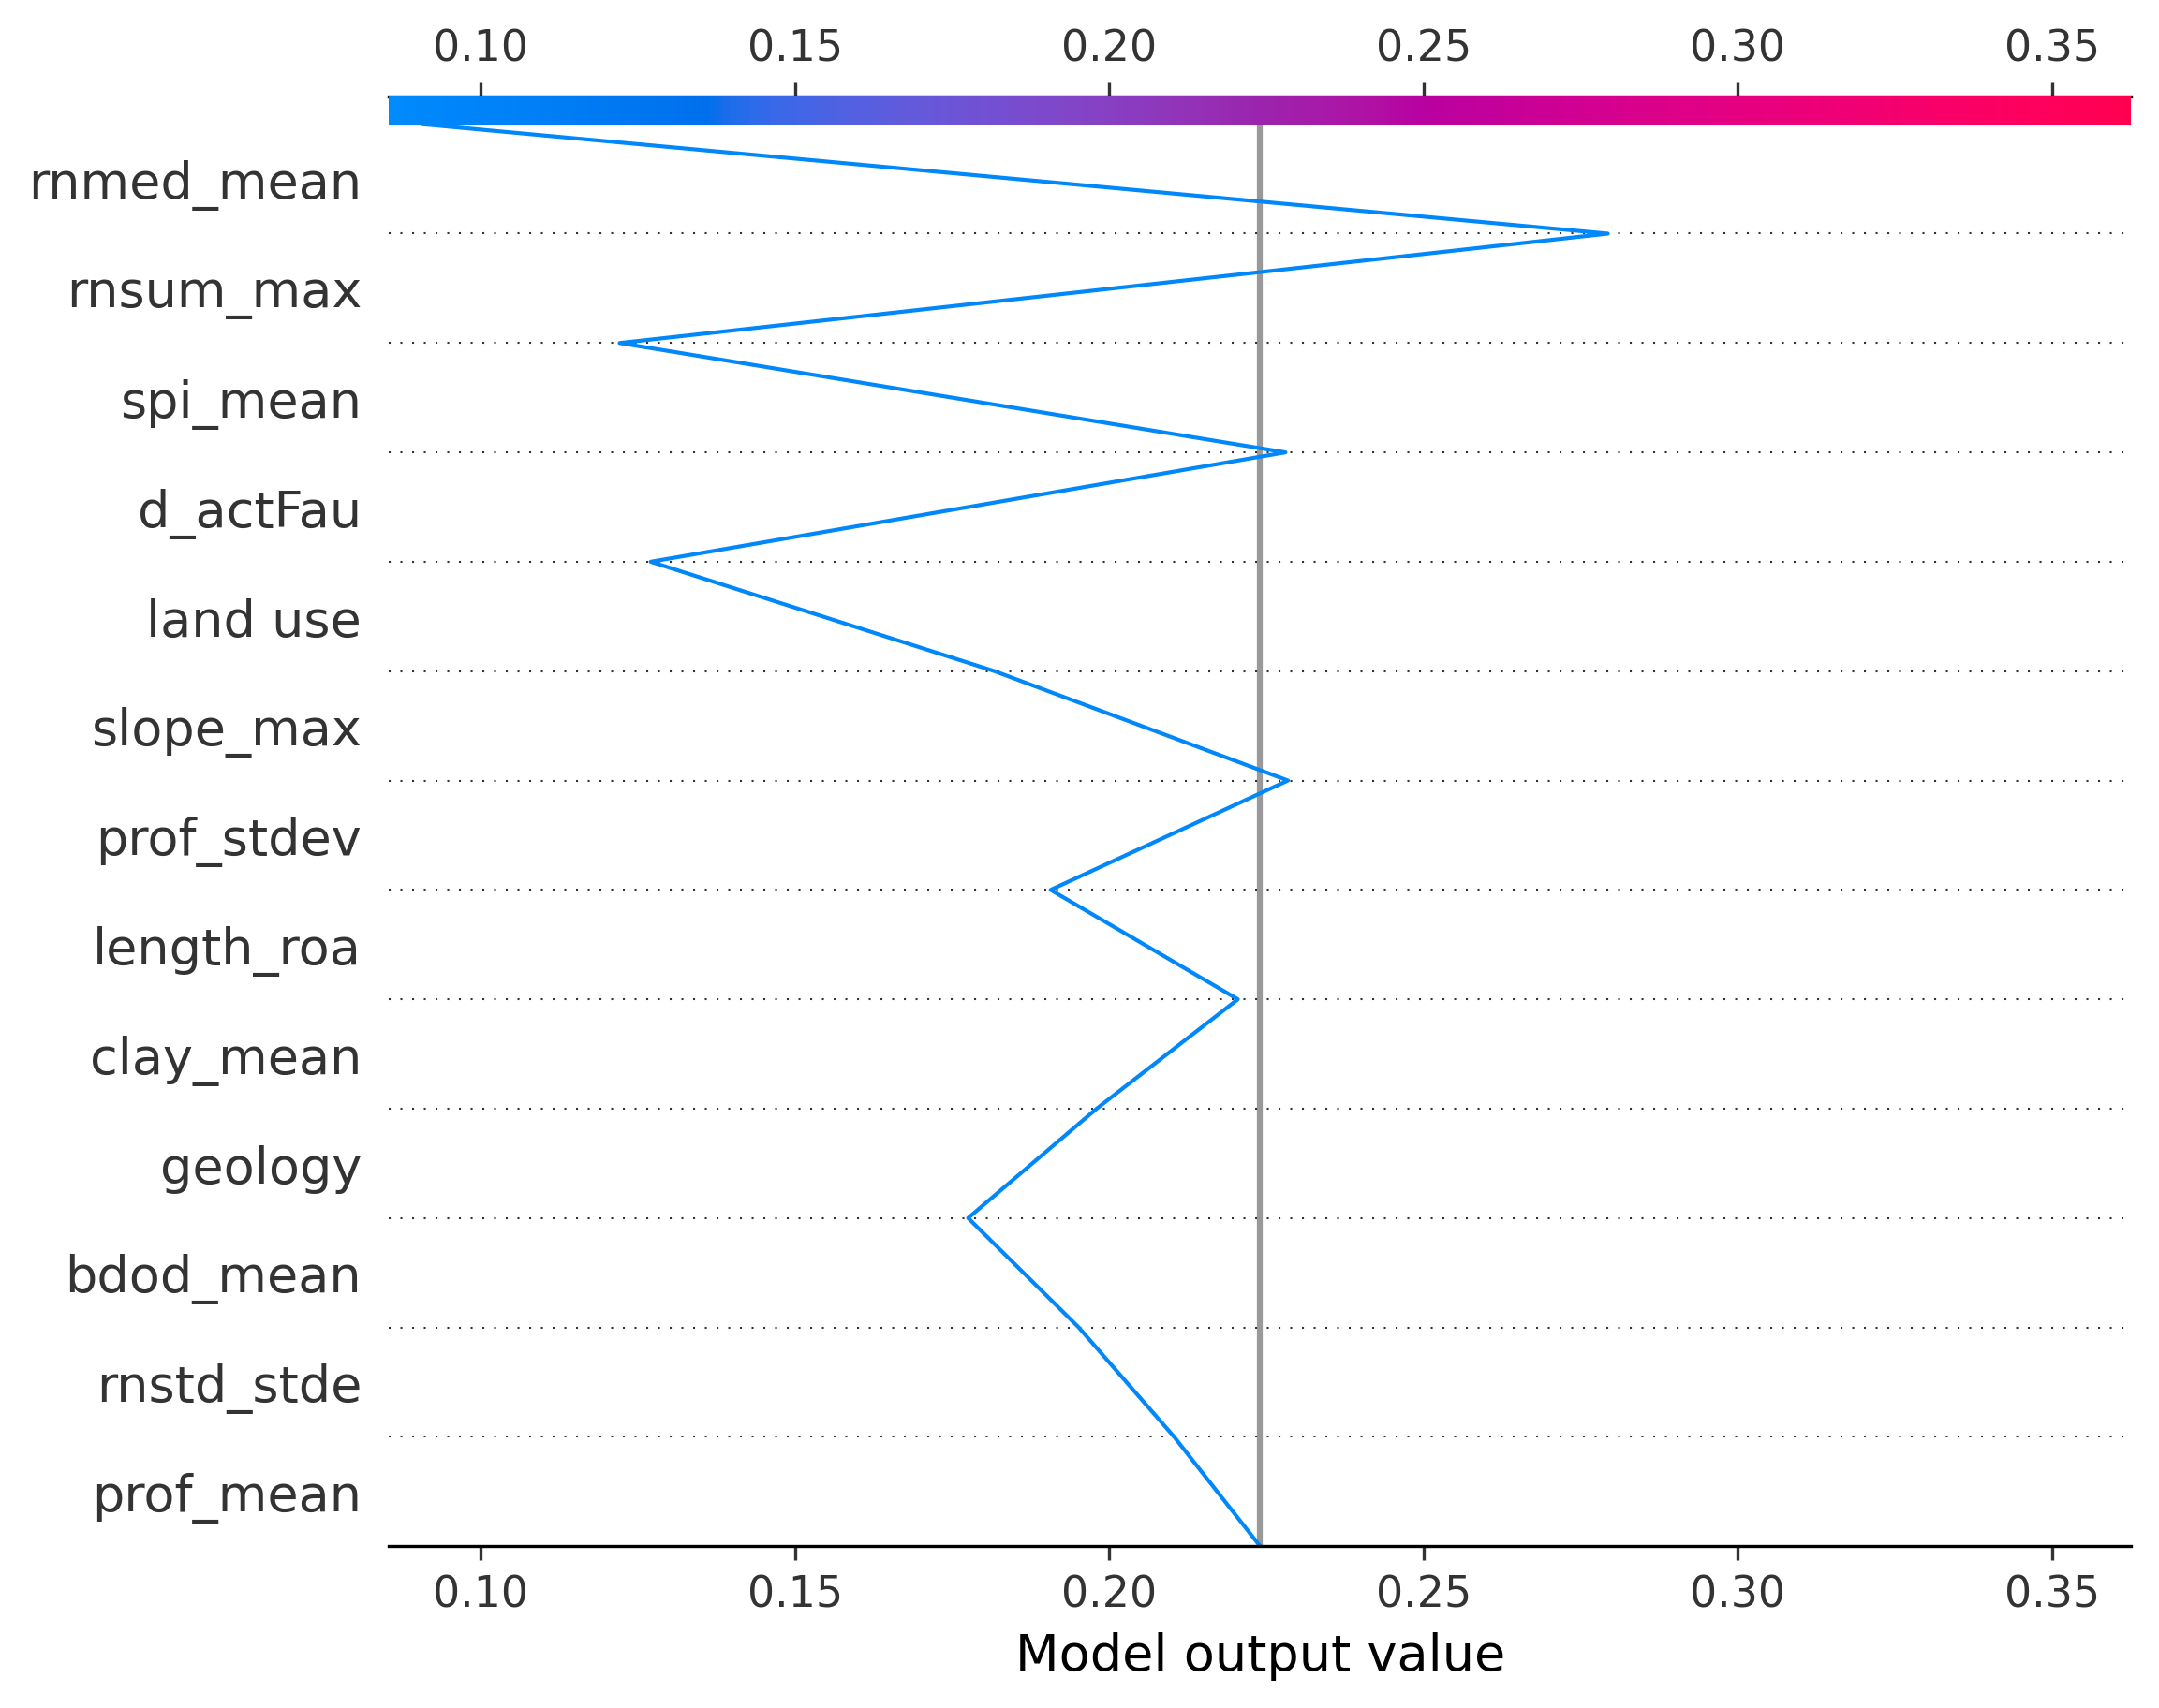 0.10 0.15 0.20 0.25 0.30 0.35
rnmed_mean
rnsum_max
spi_mean
d_actFau
land use
slope_max
prof_stdev
length_roa
clay_mean
geology
bdod_mean
rnstd_stde
prof_mean
0.10 0.15 0.20 0.25 0.30 0.35
Model output value